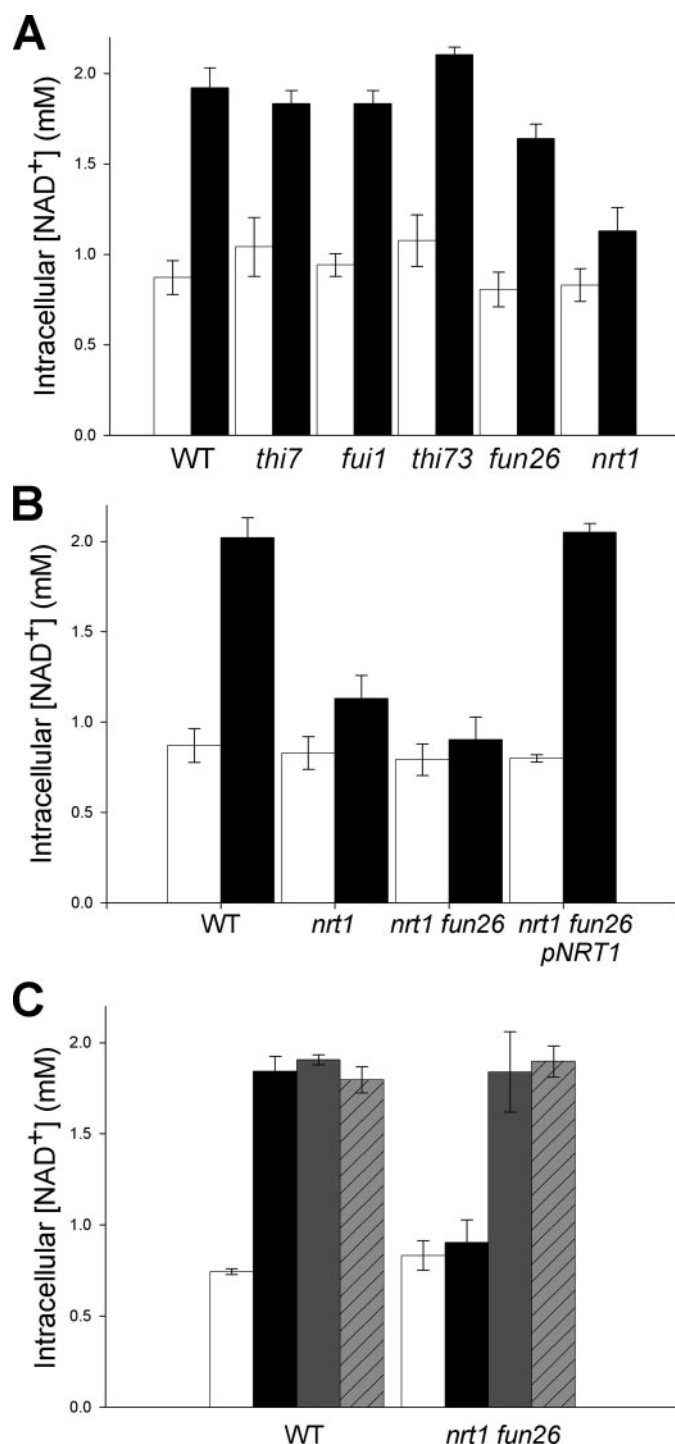 A
Intracellular [NAD+] (mM)
2.0
1.5
1.0
0.5
0.0
WT thi7 fui1 thi73 fun26 nrt1
B
Intracellular [NAD+] (mM)
2.0
1.5
1.0
0.5
0.0
WT nrt1 nrt1 fun26 nrt1 fun26
pNRT1
C
Intracellular [NAD+] (mM)
2.0
1.5
1.0
0.5
0.0
WT nrt1 fun26